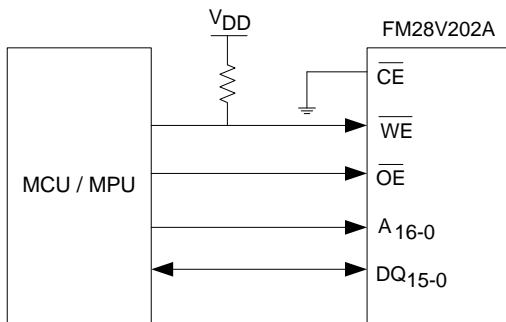 VDD
FM28V202A
CE
WE
MCU / MPU
OE
A16-0
DQ15-0